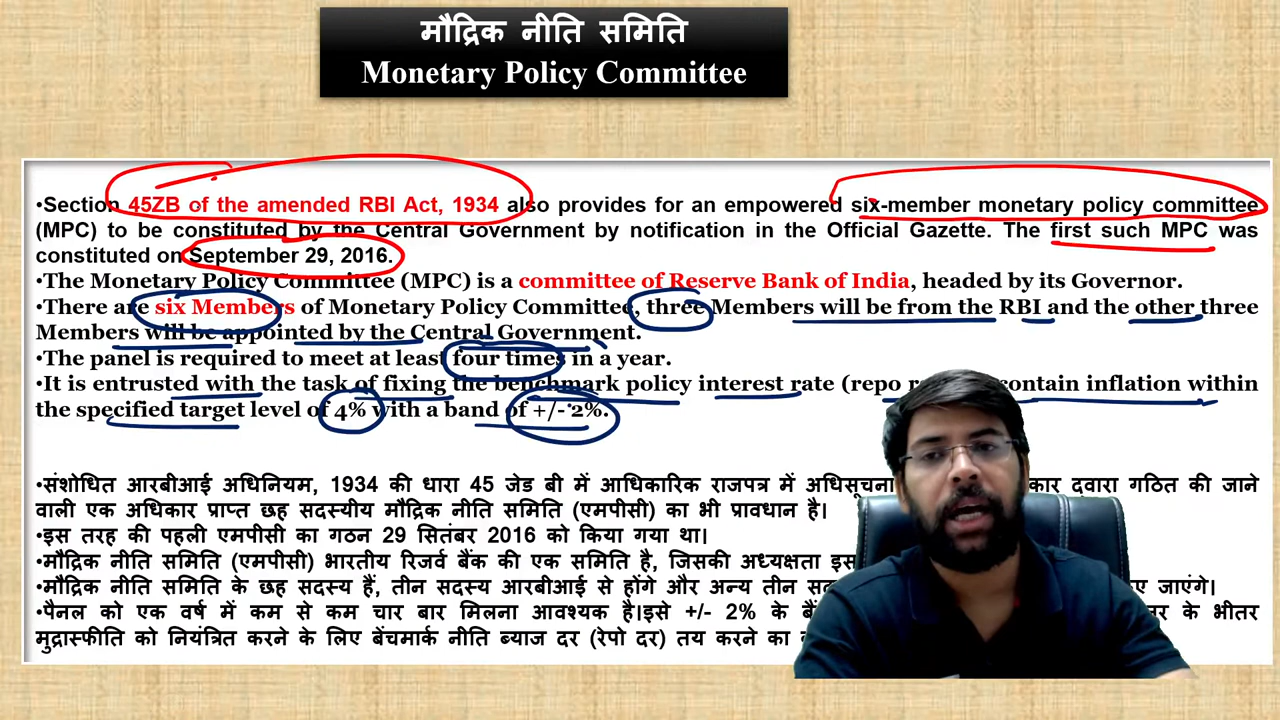 मौद्रिक नीति समिति
Monetary Policy Committee
•Section 45ZB of the amended RBI Act, 1934 also provides for an empowered six-member monetary policy committee
(MPC) to be constituted by the Central Government by notification in the Official Gazette. The first such MPC was
constituted on September 29, 2016.
•The Monetary Policy Committee (MPC) is a committee of Reserve Bank of India, headed by its Governor.
•There are six Members of Monetary Policy Committee, three Members will be from the RBI and the other three
Members will be appointed by the Central Government.
•The panel is required to meet at least four times in a year.
•It is entrusted with the task of fixing the benchmark policy interest rate (repo contain inflation within
the specified target level of 4% with a band of +/- 2%.
•संशोधित आरबीआई अधिनियम, 1934 की धारा 45 जेड बी में आधिकारिक राजपत्र में अधिसूचना दवारा गठित की जाने
वाली एक अधिकार प्राप्त छह सदस्यीय मौद्रिक नीति समिति (एमपीसी) का भी प्रावधान है।
•इस तरह की पहली एमपीसी का गठन 29 सितंबर 2016 को किया गया था।
•मौद्रिक नीति समिति (एमपीसी) भारतीय रिजर्व बैंक की एक समिति है, जिसकी अध्यक्षता
•मौद्रिक नीति समिति के छह सदस्य हैं, तीन सदस्य आरबीआई से होंगे और अन्य तीन जाएंगे।
•पैनल को एक वर्ष में कम से कम चार बार मिलना आवश्यक है।इसे +/- 2% के के भीतर
मुद्रास्फीति को नियंत्रित करने के लिए बेंचमार्क नीति ब्याज दर (रेपो दर) तय करने का